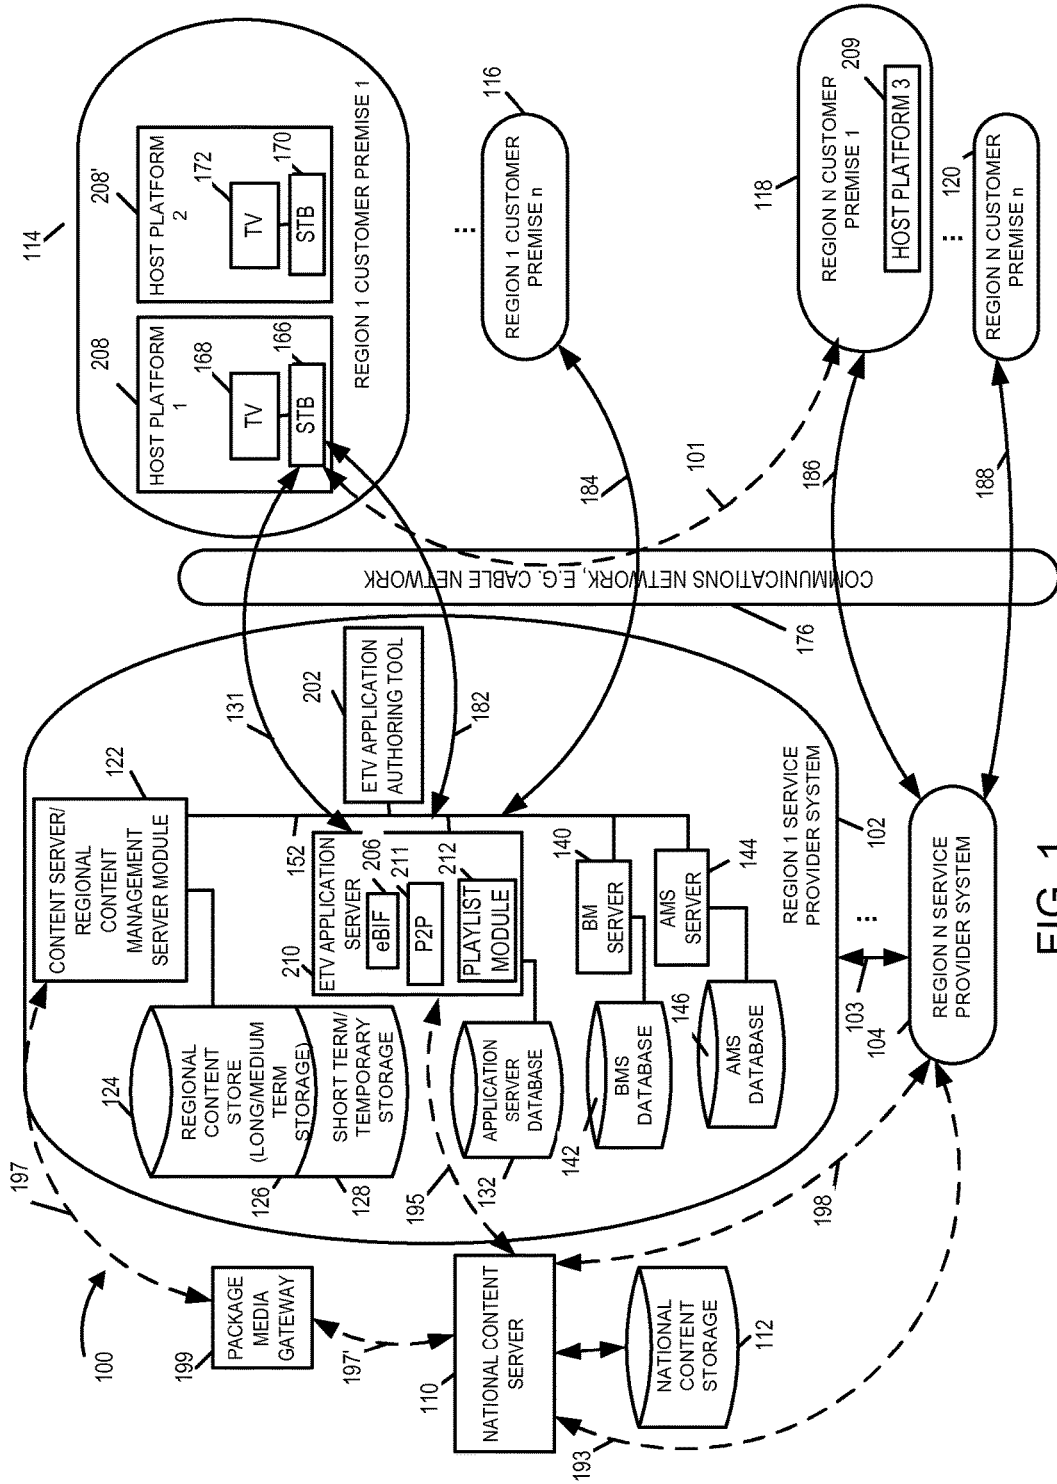 100
197
199
PACKAGE
MEDIA
GATEWAY
197'
110
NATIONAL CONTENT
SERVER
NATIONAL
CONTENT
STORAGE
112
193
195
198
124
REGIONAL
CONTENT
STORE
(LONG/MEDIUM
TERM
STORAGE)
126
SHORT TERM/
TEMPORARY
STORAGE
128
CONTENT SERVER/
REGIONAL
CONTENT
MANAGEMENT
SERVER MODULE
122
152
210
ETV APPLICATION
SERVER
206
eBIF
211
P2P
212
PLAYLIST
MODULE
APPLICATION
SERVER
DATABASE
132
140
BM
SERVER
142
BMS
DATABASE
AMS
SERVER
144
146
AMS
DATABASE
202
ETV APPLICATION
AUTHORING TOOL
REGION 1 SERVICE
PROVIDER SYSTEM
102
...
103
104
REGION N SERVICE
PROVIDER SYSTEM
131
182
176
COMMUNICATIONS NETWORK, E.G. CABLE NETWORK
184
101
186
188
114
208
HOST PLATFORM
1
168
TV
166
STB
208'
HOST PLATFORM
2
172
TV
170
STB
REGION 1 CUSTOMER PREMISE 1
...
116
REGION 1 CUSTOMER
PREMISE n
118
REGION N CUSTOMER
PREMISE 1
209
HOST PLATFORM 3
...
120
REGION N CUSTOMER
PREMISE n
FIG. 1